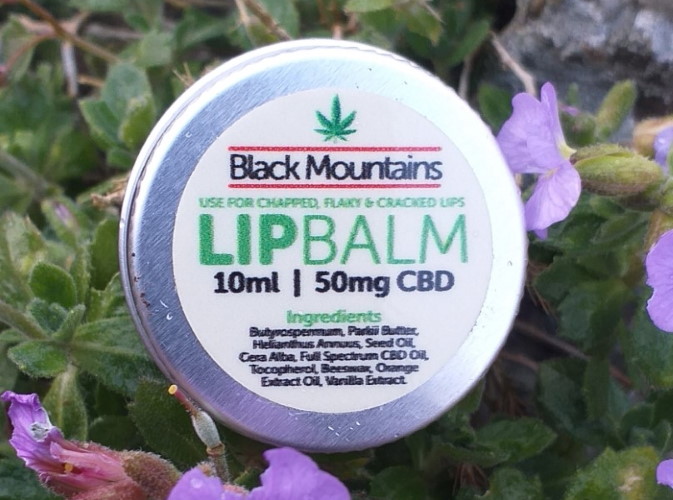 Black Mountains
USE FOR CHAPPED, FLAKY & CRACKED LIPS
LIPBALM
10ml | 50mg CBD
Ingredients
Butyrospermum, Parkii Butter,
Helianthus Annuus, Seed Oil,
Cera Alba, Full Spectrum CBD Oil,
Tocopherol, Beeswax, Orange
Extract Oil, Vanilla Extract.